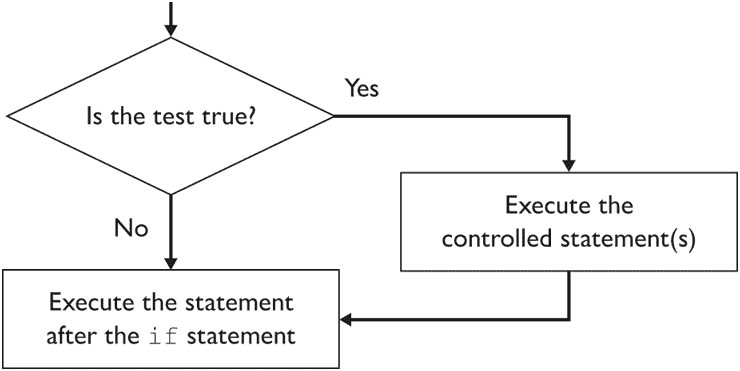 Is the test true?
Yes
No
Execute the
controlled statement(s)
Execute the statement
after the if statement